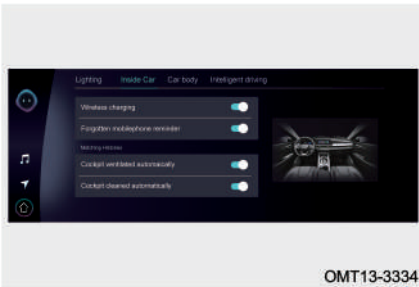 Lighting Inside Car Car body Intelligent driving
Wireless charging
Forgotten mobilephone reminder
Cockpit ventilated automatically
Cockpit cleaned automatically
OMT13-3334